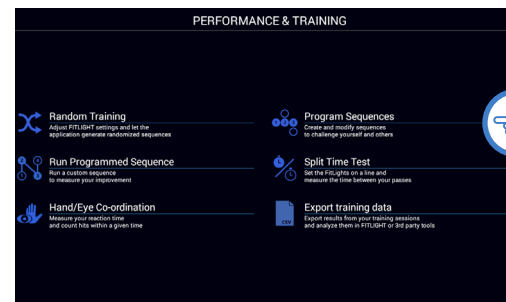 PERFORMANCE & TRAINING
Random Training
Adjust FITLIGHT settings and let the
application generate randomized sequences
Program Sequences
Create and modify sequences
to challenge yourself and others
Run Programmed Sequence
Run a custom sequence
to measure your improvement
Split Time Test
Set the FitLights on a line and
measure the time between your passes
Hand/Eye Co-ordination
Measure your reaction time
and count hits within a given time
CSV
Export training data
Export results from your training sessions
and analyze them in FITLIGHT or 3rd party tools